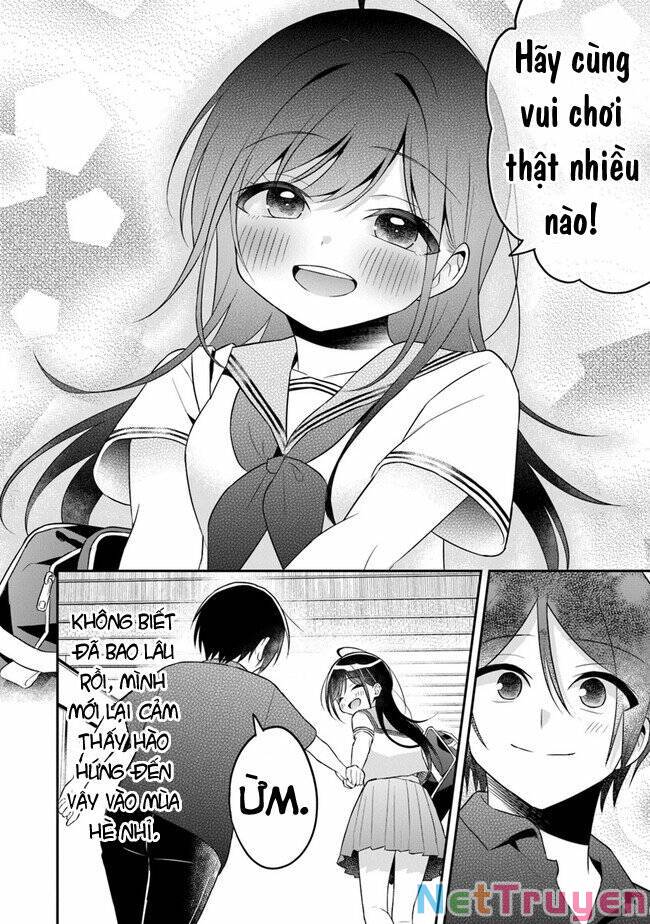 Hãy cùng
vui chơi
thật nhiều
nào!
KHÔNG BIẾT
ĐÃ BAO LÂU
RỒI, MÌNH
MỚI LẠI CẢM
THẤY HÀO
HỨNG ĐẾN
VẬY VÀO MÙA
HÈ NHỈ.
ỪM.
NetTruyen